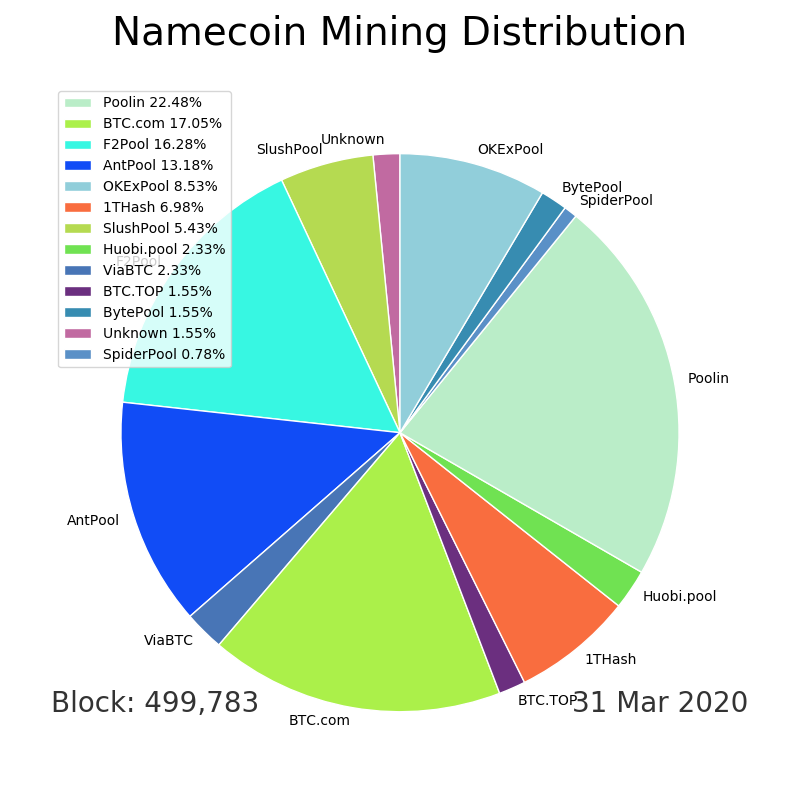 Namecoin Mining Distribution
Poolin 22.48%
BTC.com 17.05%
F2Pool 16.28%
AntPool 13.18%
OKExPool 8.53%
1THash 6.98%
SlushPool 5.43%
Huobi.pool 2.33%
ViaBTC 2.33%
BTC.TOP 1.55%
BytePool 1.55%
Unknown 1.55%
SpiderPool 0.78%
Unknown
SlushPool
OKExPool
BytePool
SpiderPool
F2Pool
Poolin
AntPool
Huobi.pool
ViaBTC
1THash
BTC.TOP
BTC.com
Block: 499,783
31 Mar 2020